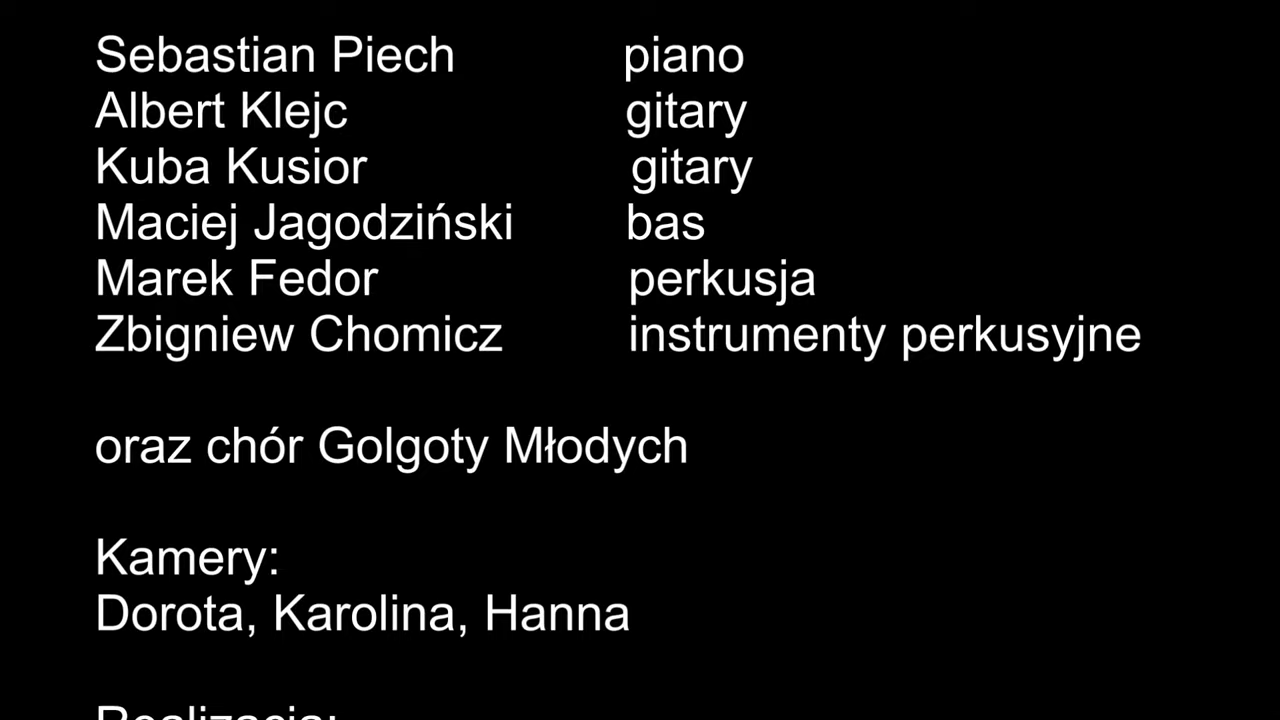 Sebastian Piech piano
Albert Klejc gitary
Kuba Kusior gitary
Maciej Jagodziński bas
Marek Fedor perkusja
Zbigniew Chomicz instrumenty perkusyjne
oraz chór Golgoty Młodych
Kamery:
Dorota, Karolina, Hanna
Realizacja: